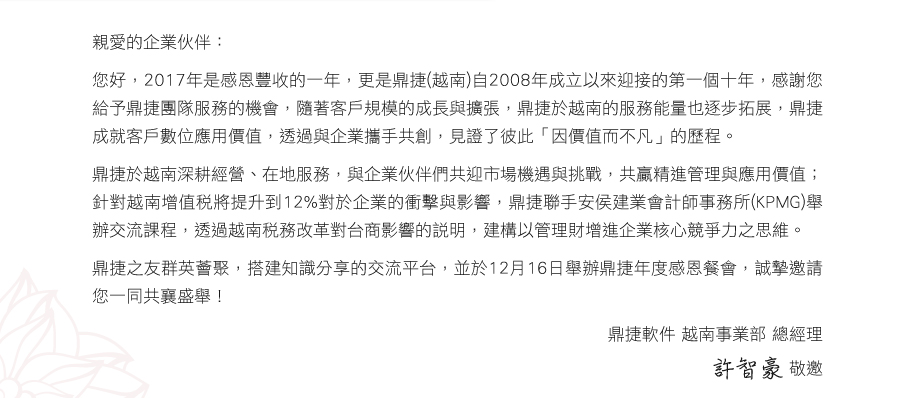 親愛的企業伙伴：
您好，2017年是感恩豐收的一年，更是鼎捷(越南)自2008年成立以來迎接的第一個十年，感謝您
給予鼎捷團隊服務的機會，隨著客戶規模的成長與擴張，鼎捷於越南的服務能量也逐步拓展，鼎捷
成就客戶數位應用價值，透過與企業攜手共創，見證了彼此「因價值而不凡」的歷程。
鼎捷於越南深耕經營、在地服務，與企業伙伴們共迎市場機遇與挑戰，共贏精進管理與應用價值；
針對越南增值稅將提升到12%對於企業的衝擊與影響，鼎捷聯手安侯建業會計師事務所(KPMG)舉
辦交流課程，透過越南稅務改革對台商影響的說明，建構以管理財增進企業核心競爭力之思維。
鼎捷之友群英薈聚，搭建知識分享的交流平台，並於12月16日舉辦鼎捷年度感恩餐會，誠摯邀請
您一同共襄盛舉！
鼎捷軟件 越南事業部 總經理
許智豪 敬邀